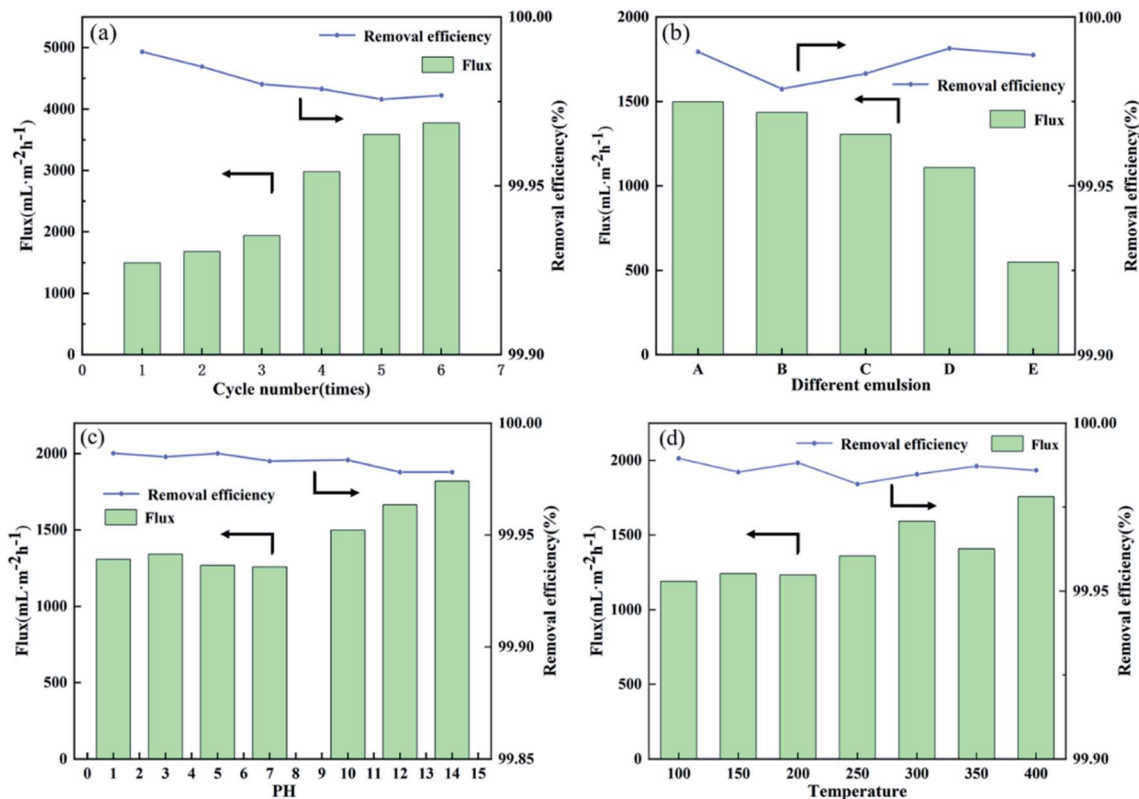 (a)
Removal efficiency
Flux
Flux(mL·m⁻²h⁻¹)
5000
4000
3000
2000
1000
0
100.00
99.95
99.90
Removal efficiency(%)
0 1 2 3 4 5 6 7
Cycle number(times)
(b)
Removal efficiency
Flux
Flux(mL·m⁻²h⁻¹)
2000
1500
1000
500
0
100.00
99.95
99.90
Removal efficiency(%)
A B C D E
Different emulsion
(c)
Removal efficiency
Flux
Flux(mL·m⁻²h⁻¹)
2000
1500
1000
500
0
100.00
99.95
99.90
99.85
Removal efficiency(%)
0 1 2 3 4 5 6 7 8 9 10 11 12 13 14 15
PH
(d)
Removal efficiency
Flux
Flux(mL·m⁻²h⁻¹)
2000
1500
1000
500
0
100.00
99.95
99.90
Removal efficiency(%)
100 150 200 250 300 350 400
Temperature